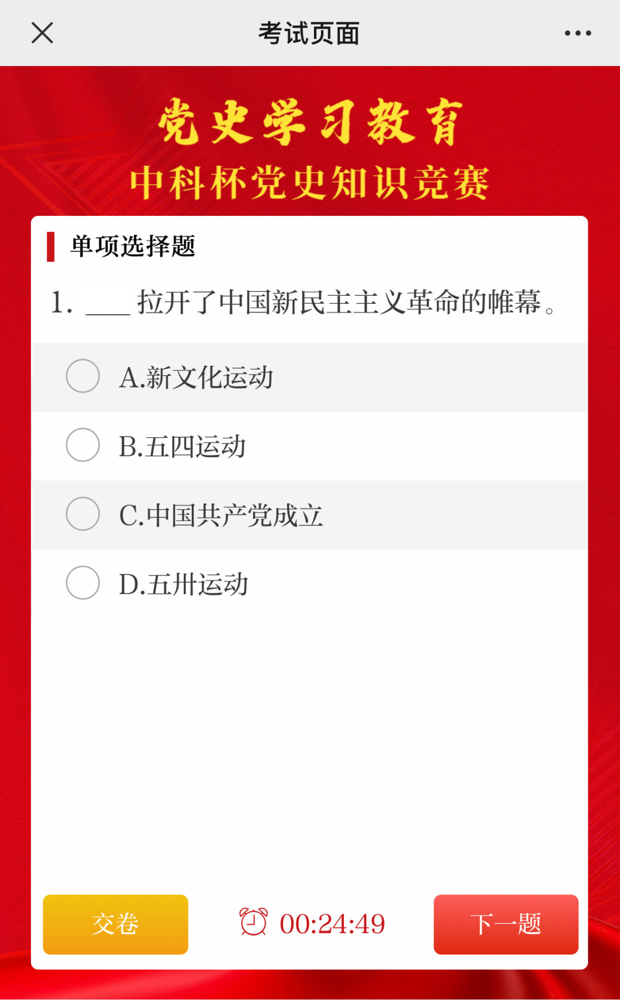 考试页面
党史学习教育
中科杯党史知识竞赛
单项选择题
1. ___ 拉开了中国新民主主义革命的帷幕。
A.新文化运动
B.五四运动
C.中国共产党成立
D.五卅运动
交卷
00:24:49
下一题